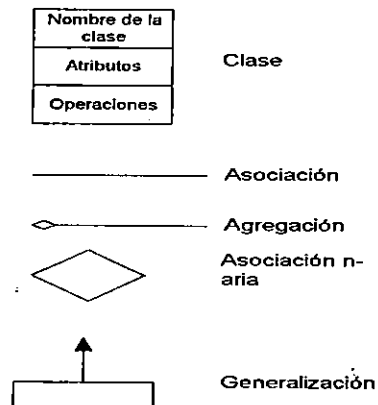 Nombre de la
clase
Atributos
Operaciones
Clase
Asociación
Agregación
Asociación n-
aria
Generalización